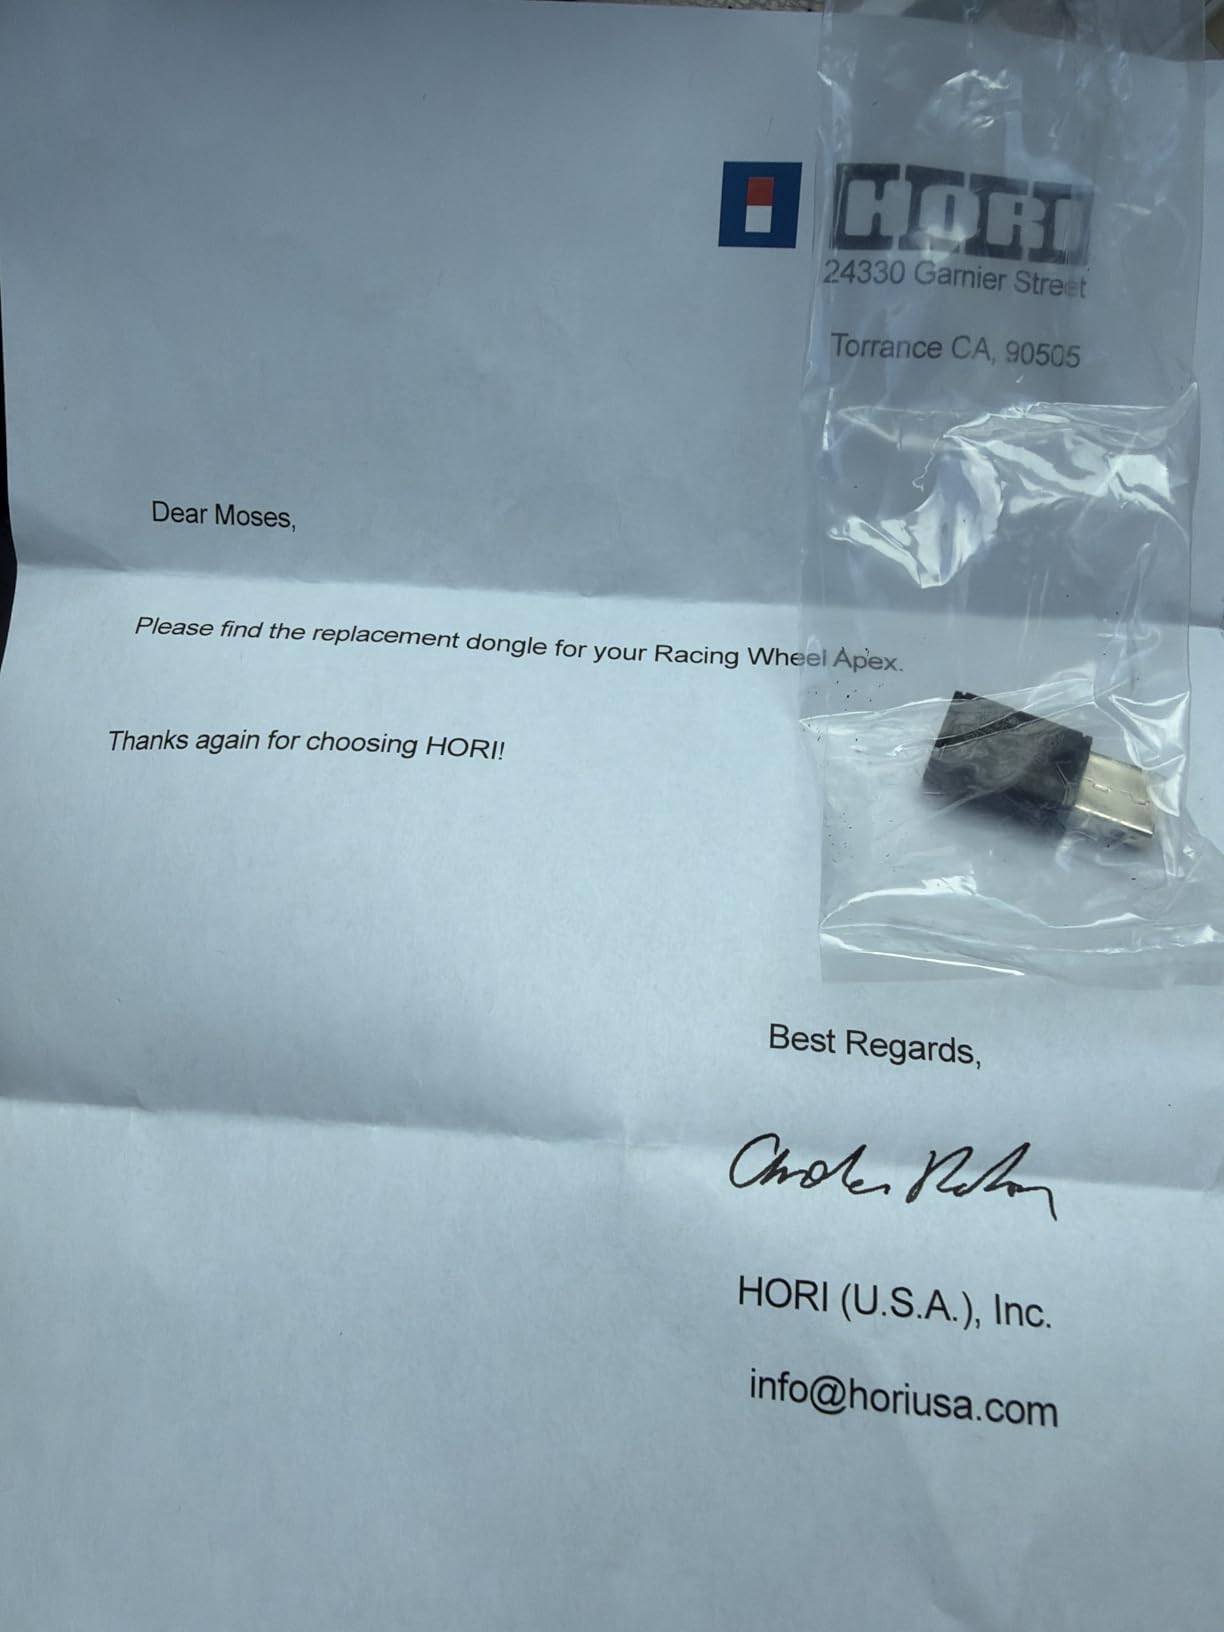 HORI
24330 Garnier Street
Torrance CA, 90505
Dear Moses,
Please find the replacement dongle for your Racing Wheel Apex.
Thanks again for choosing HORI!
Best Regards,
HORI (U.S.A.), Inc.
info@horiusa.com